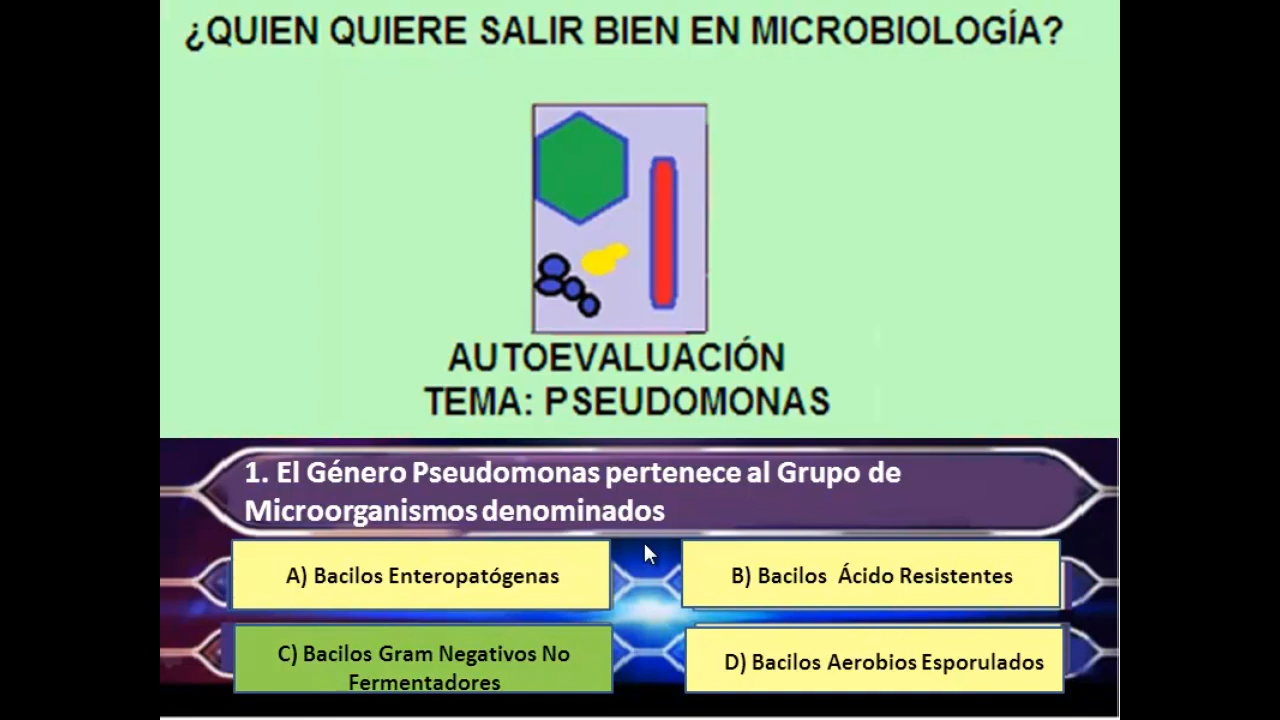 ¿QUIEN QUIERE SALIR BIEN EN MICROBIOLOGÍA?
AUTOEVALUACIÓN
TEMA: PSEUDOMONAS
1. El Género Pseudomonas pertenece al Grupo de
Microorganismos denominados
A) Bacilos Enteropatógenas
B) Bacilos Ácido Resistentes
C) Bacilos Gram Negativos No
Fermentadores
D) Bacilos Aerobios Esporulados